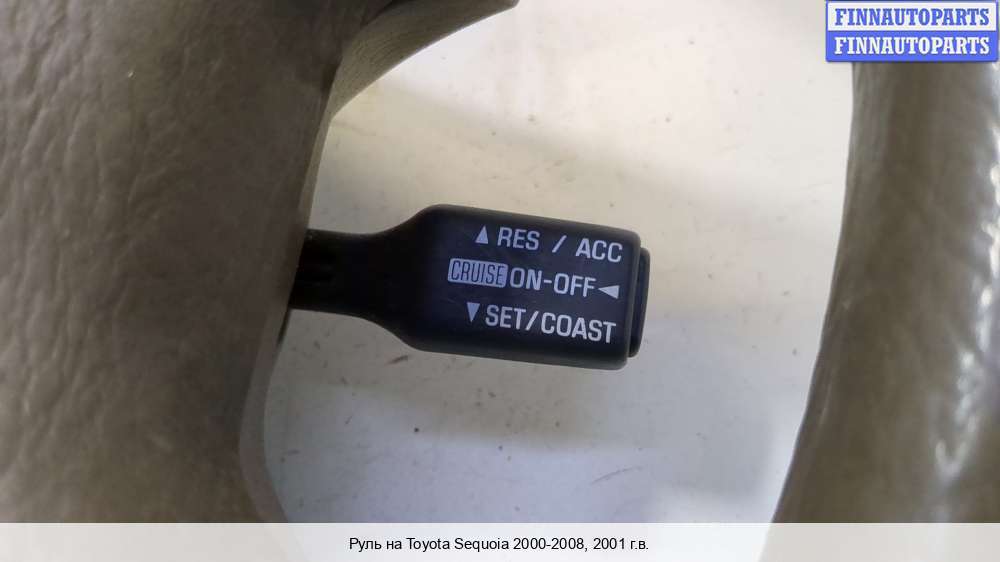 FINNAUTOPARTS
FINNAUTOPARTS
▲ RES / ACC
CRUISE ON-OFF◄
▼ SET/COAST
Руль на Toyota Sequoia 2000-2008, 2001 г.в.